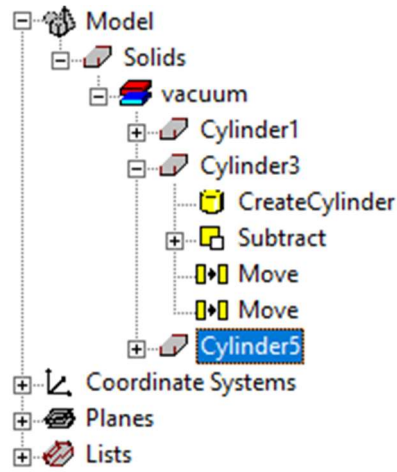 Model
Solids
vacuum
Cylinder1
Cylinder3
CreateCylinder
Subtract
Move
Move
Cylinder5
Coordinate Systems
Planes
Lists